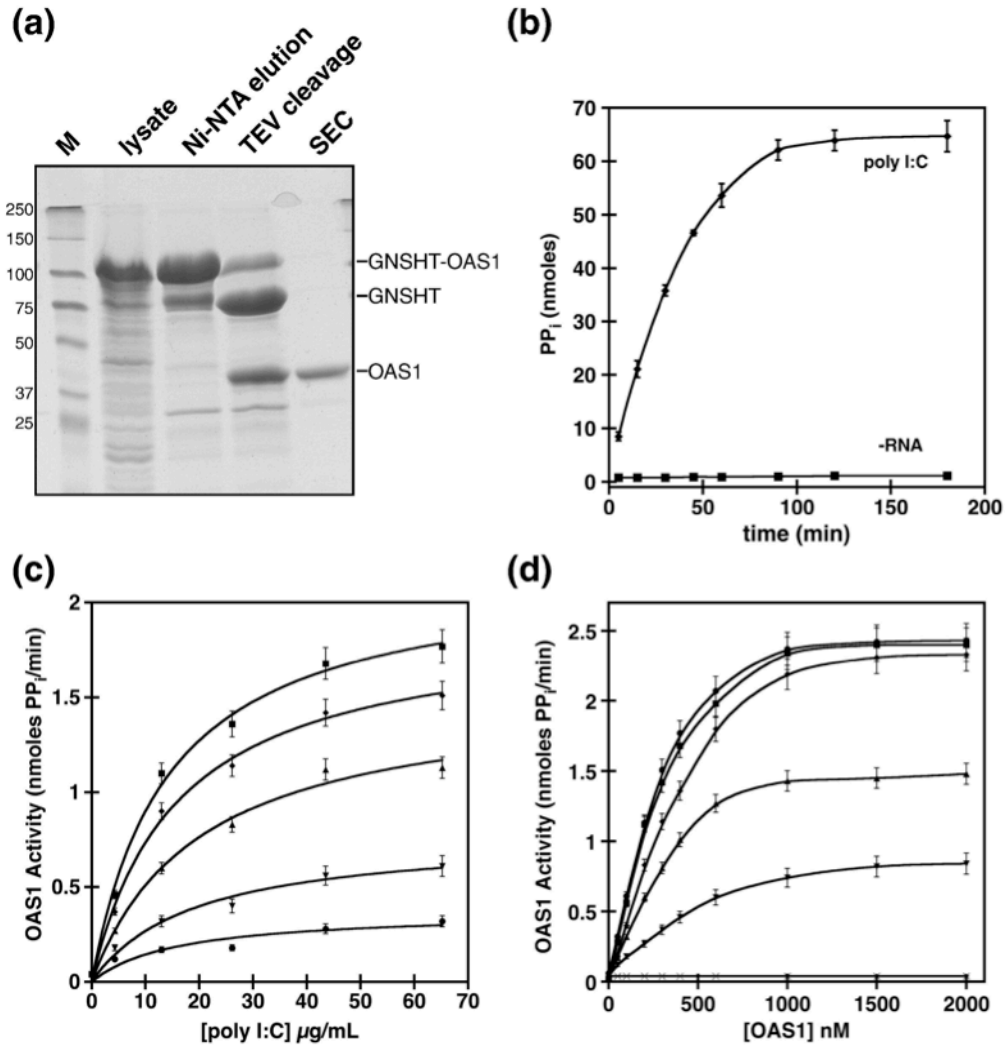 (a)
M
lysate
Ni-NTA elution
TEV cleavage
SEC
250
150
100
75
50
37
25
GNSHT-OAS1
GNSHT
OAS1
(b)
70
60
50
40
30
20
10
0
PPi (nmoles)
poly I:C
-RNA
0 50 100 150 200
time (min)
(c)
2
1.5
1
0.5
0
OAS1 Activity (nmoles PPi/min)
0 10 20 30 40 50 60 70
[poly I:C] µg/mL
(d)
2.5
2
1.5
1
0.5
0
OAS1 Activity (nmoles PPi/min)
0 500 1000 1500 2000
[OAS1] nM